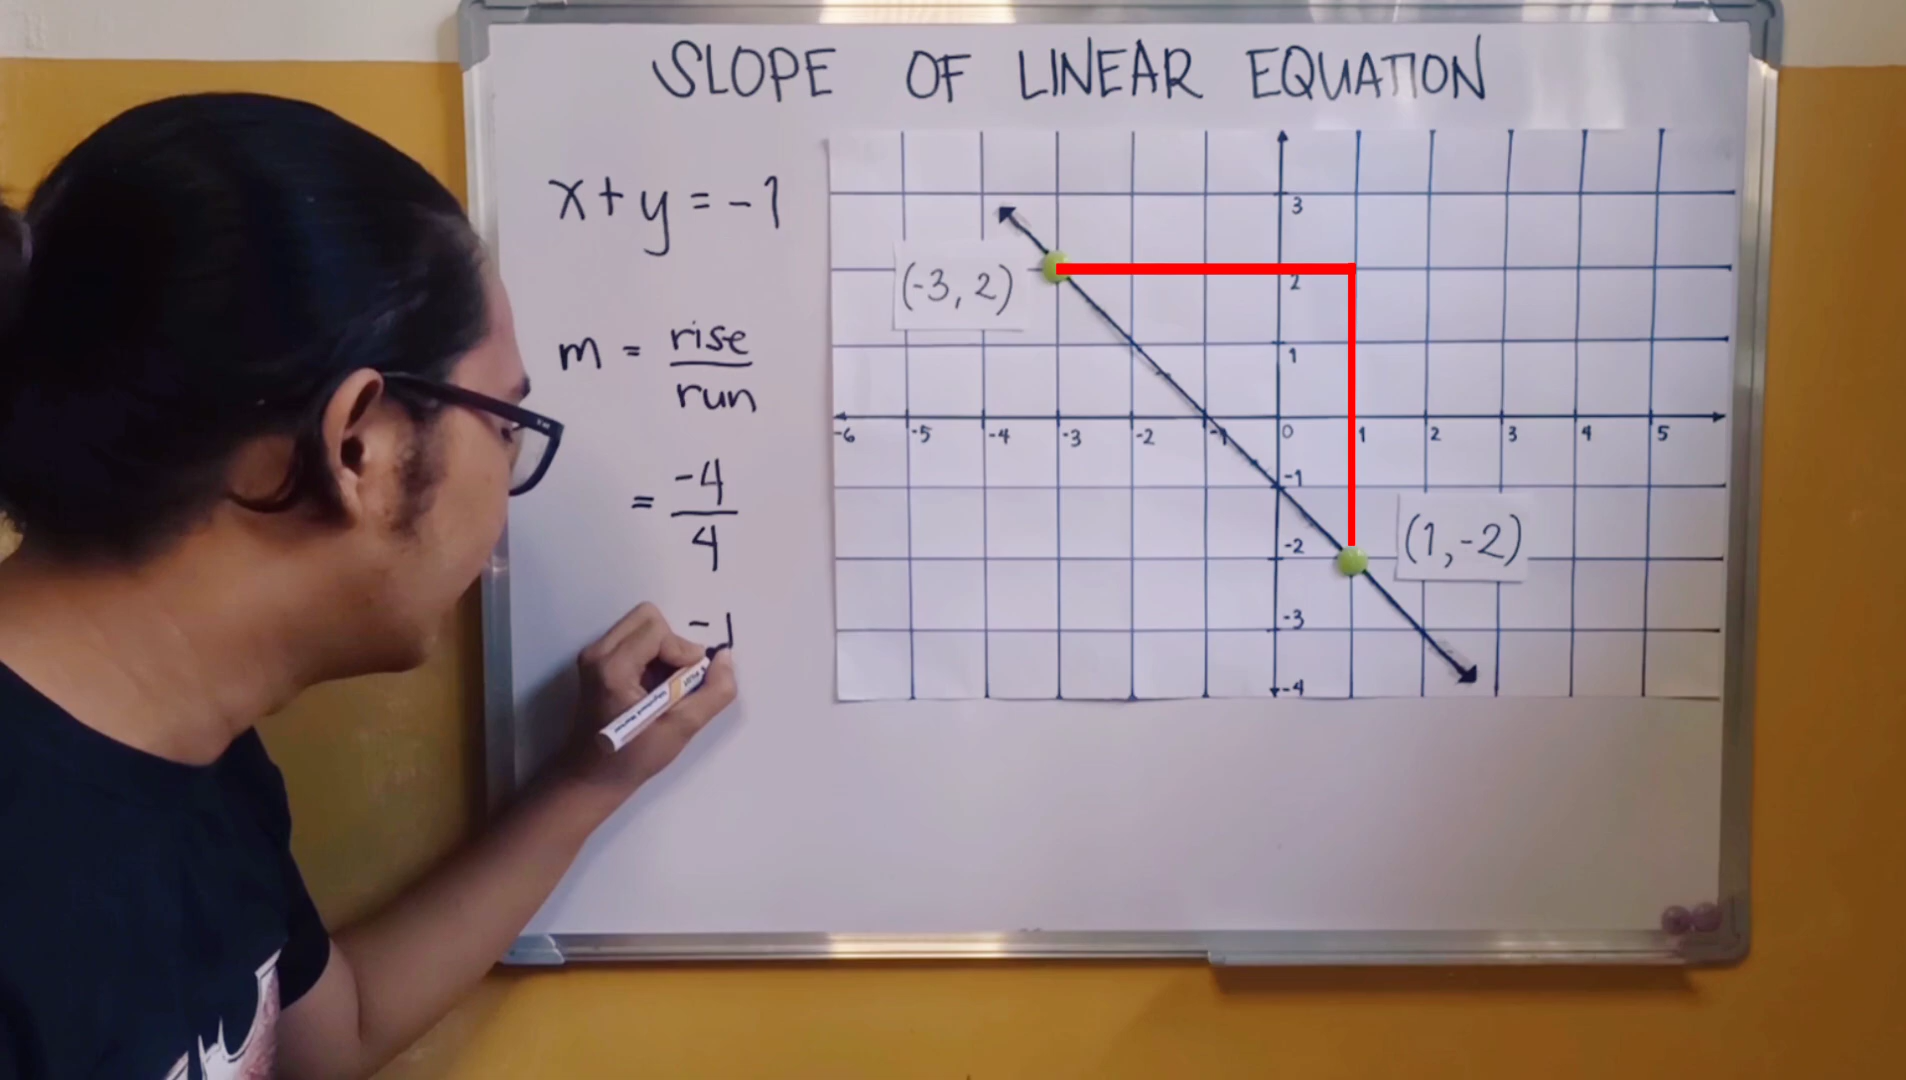 SLOPE OF LINEAR EQUATION
x + y = -1
m = rise
run
= -4
4
-1
3
(-3, 2)
2
1
-6 -5 -4 -3 -2 -1 0 1 2 3 4 5
-1
(1, -2)
-2
-3
-4